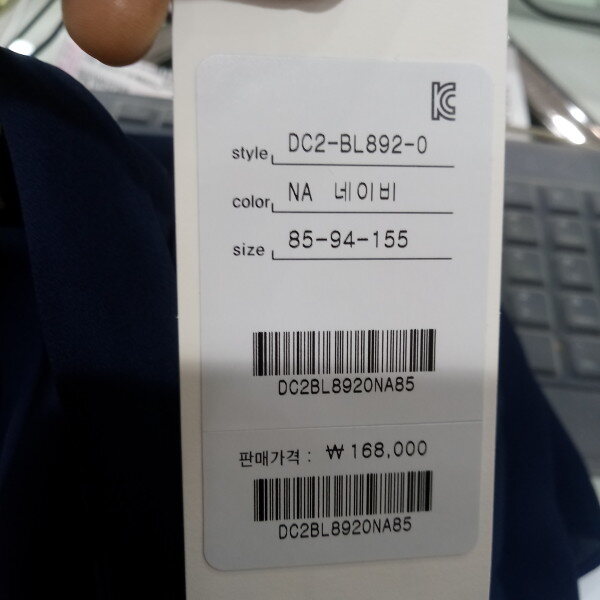 KC
style DC2-BL892-0
color NA 네이비
size 85-94-155
DC2BL8920NA85
판매가격 : ₩168,000
DC2BL8920NA85